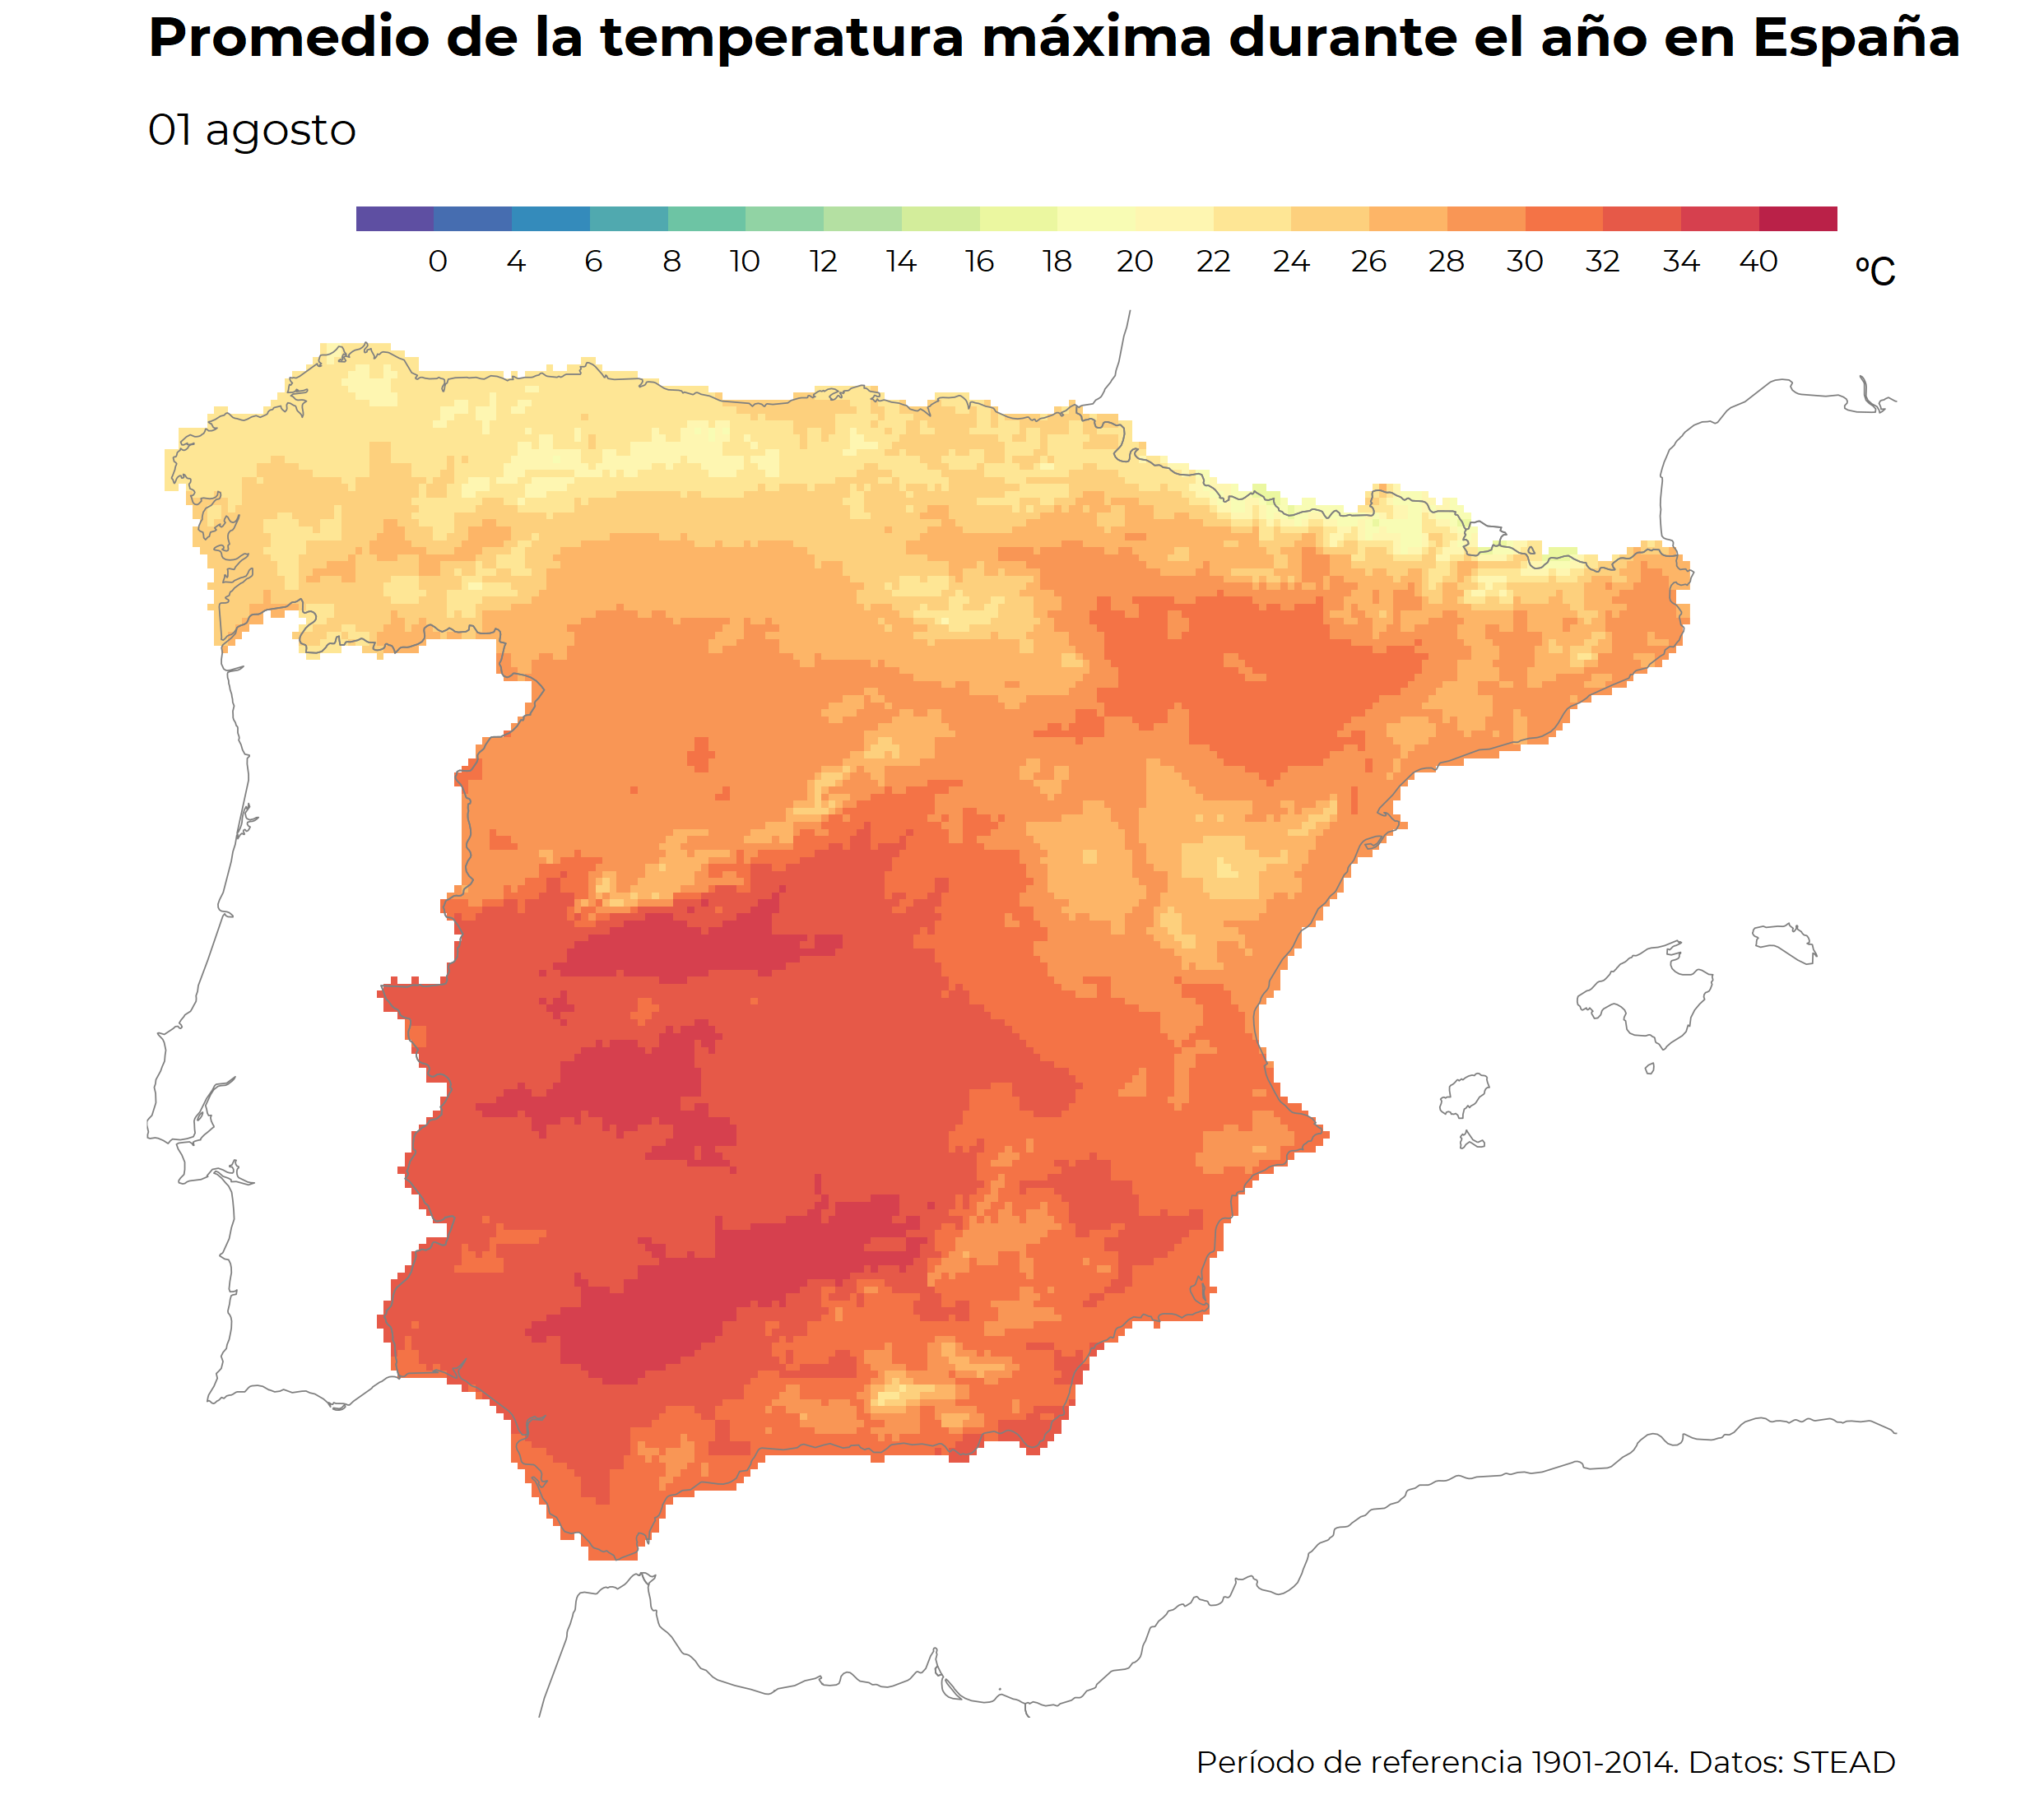 Promedio de la temperatura máxima durante el año en España
01 agosto
0 4 6 8 10 12 14 16 18 20 22 24 26 28 30 32 34 40 ºC
Período de referencia 1901-2014. Datos: STEAD